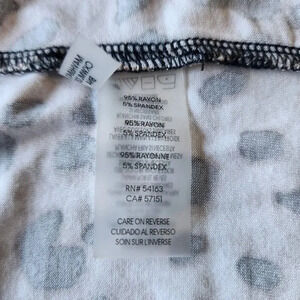 95% RAYON
5% SPANDEX
95% RAYON
5% SPANDEX
95% RAYONNE
5% SPANDEX
RN# 54163
CA# 57151
CARE ON REVERSE
CUIDADO AL REVERSO
SOIN SUR L'INVERSE